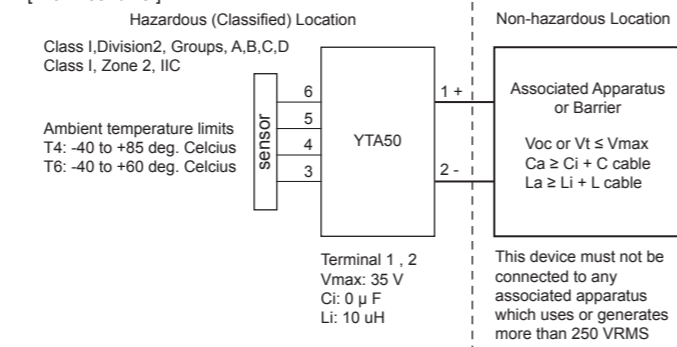 Hazardous (Classified) Location
Non-hazardous Location
Class I,Division2, Groups, A,B,C,D
Class I, Zone 2, IIC
Ambient temperature limits
T4: -40 to +85 deg. Celcius
T6: -40 to +60 deg. Celcius
sensor
6
5
4
3
YTA50
1 +
2 -
Associated Apparatus
or Barrier
Voc or Vt ≤ Vmax
Ca ≥ Ci + C cable
La ≥ Li + L cable
Terminal 1 , 2
Vmax: 35 V
Ci: 0 µ F
Li: 10 uH
This device must not be
connected to any
associated apparatus
which uses or generates
more than 250 VRMS